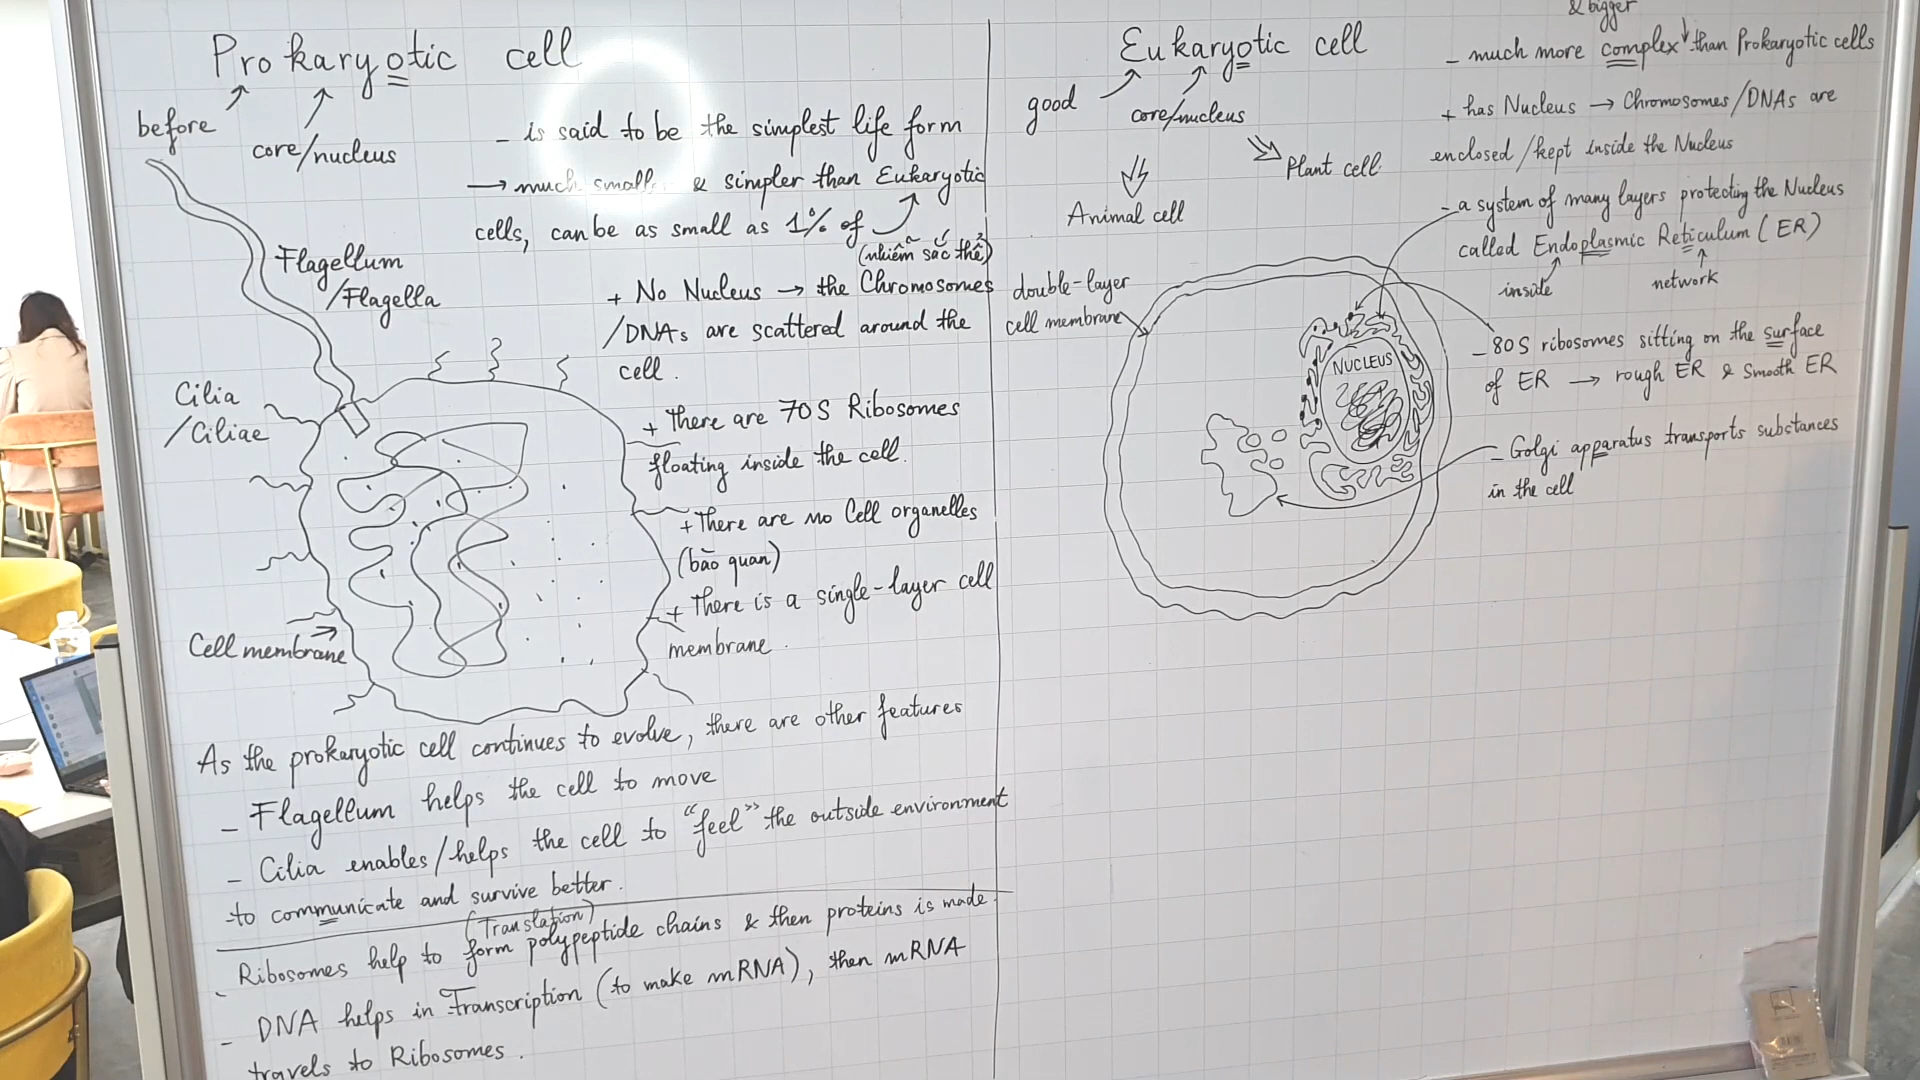 Prokaryotic cell
before
core/nucleus
- is said to be the simplest life form
→ much small & simpler than Eukaryotic
cells, can be as small as 1% of
(nhiễm sắc thể)
Flagellum
/Flagella
+ No Nucleus → the Chromosomes
/DNAs are scattered around the
cell.
Cilia
/Ciliae
+ There are 70S Ribosomes
floating inside the cell.
+ There are no Cell organelles
(bào quan)
+ There is a single-layer cell
membrane.
Cell membrane
As the prokaryotic cell continues to evolve, there are other features
- Flagellum helps the cell to move
- Cilia enables/helps the cell to "feel" the outside environment
to communicate and survive better.
(Translation)
- Ribosomes help to form polypeptide chains & then proteins is made.
- DNA helps in Transcription (to make mRNA), then mRNA
travels to Ribosomes.
Eukaryotic cell
good
core/nucleus
Animal cell
Plant cell
& bigger
- much more complex than Prokaryotic cells
+ has Nucleus → Chromosomes/DNAs are
enclosed/kept inside the Nucleus
- a system of many layers protecting the Nucleus
called Endoplasmic Reticulum (ER)
inside
network
double-layer
cell membrane
NUCLEUS
- 80S ribosomes sitting on the surface
of ER → rough ER & smooth ER
- Golgi apparatus transports substances
in the cell